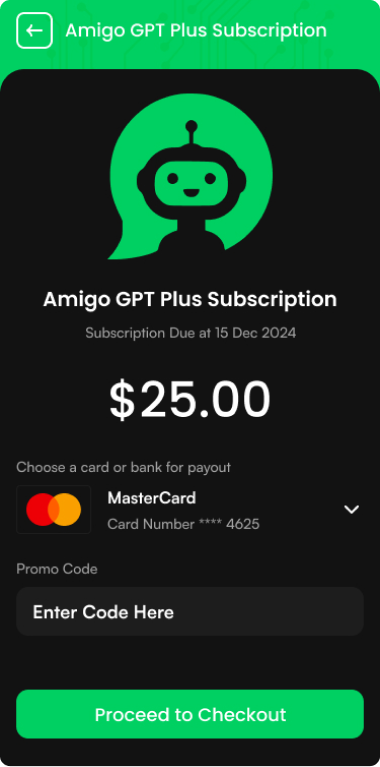 Amigo GPT Plus Subscription
Amigo GPT Plus Subscription
Subscription Due at 15 Dec 2024
$25.00
Choose a card or bank for payout
MasterCard
Card Number **** 4625
Promo Code
Enter Code Here
Proceed to Checkout